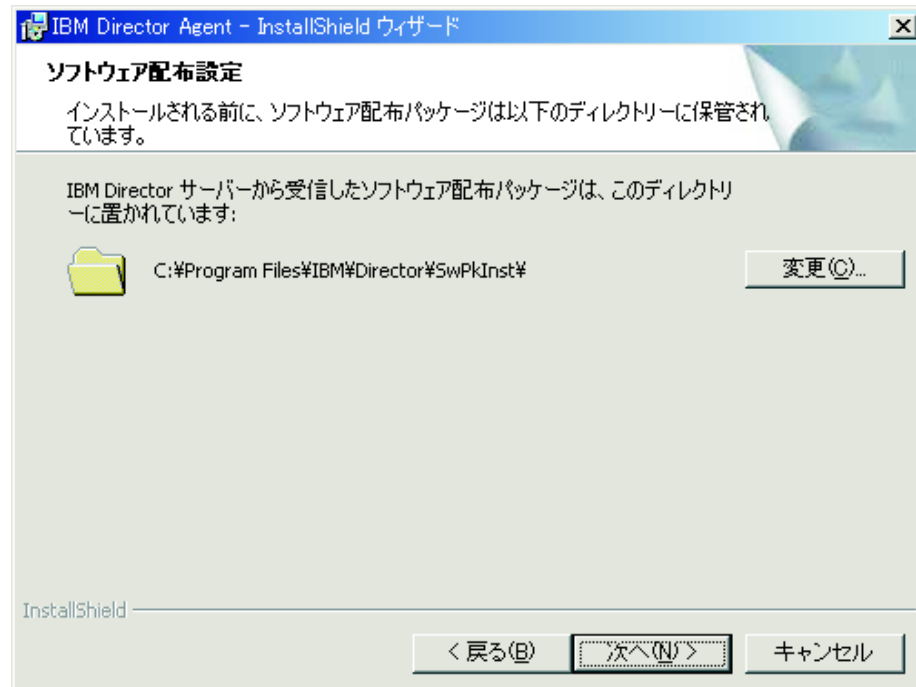 IBM Director Agent - InstallShield ウィザード
ソフトウェア配布設定
インストールされる前に、ソフトウェア配布パッケージは以下のディレクトリーに保管され
ています。
IBM Director サーバーから受信したソフトウェア配布パッケージは、このディレクトリ
ーに置かれています:
C:¥Program Files¥IBM¥Director¥SwPkInst¥
変更(C)...
InstallShield
< 戻る(B)
次へ(N) >
キャンセル